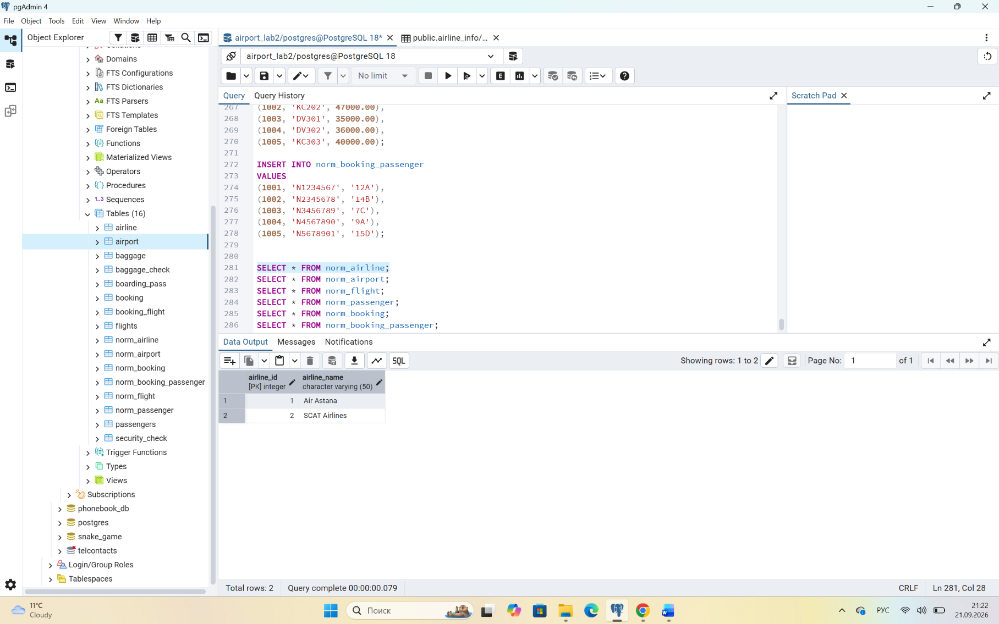 pgAdmin 4
File Object Tools Edit View Window Help
Object Explorer
Domains
FTS Configurations
FTS Dictionaries
Aa FTS Parsers
FTS Templates
Foreign Tables
Functions
Materialized Views
Operators
Procedures
1..3 Sequences
Tables (16)
airline
airport
baggage
baggage_check
boarding_pass
booking
booking_flight
flights
norm_airline
norm_airport
norm_booking
norm_booking_passenger
norm_flight
norm_passenger
passengers
security_check
Trigger Functions
Types
Views
Subscriptions
phonebook_db
postgres
snake_game
telcontacts
Login/Group Roles
Tablespaces
airport_lab2/postgres@PostgreSQL 18* public.airline_info/...
airport_lab2/postgres@PostgreSQL 18
No limit E
Query Query History
Scratch Pad
267 (1002, 'KC202', 47000.00),
268 (1003, 'DV301', 35000.00),
269 (1004, 'DV302', 36000.00),
270 (1005, 'KC303', 40000.00);
271
272 INSERT INTO norm_booking_passenger
273 VALUES
274 (1001, 'N1234567', '12A'),
275 (1002, 'N2345678', '14B'),
276 (1003, 'N3456789', '7C'),
277 (1004, 'N4567890', '9A'),
278 (1005, 'N5678901', '15D');
279
280
281 SELECT * FROM norm_airline;
282 SELECT * FROM norm_airport;
283 SELECT * FROM norm_flight;
284 SELECT * FROM norm_passenger;
285 SELECT * FROM norm_booking;
286 SELECT * FROM norm_booking_passenger;
Data Output Messages Notifications
SQL Showing rows: 1 to 2 Page No: 1 of 1
airline_id airline_name
[PK] integer character varying (50)
1 1 Air Astana
2 2 SCAT Airlines
Total rows: 2 Query complete 00:00:00.079 CRLF Ln 281, Col 28
11°C
Cloudy
Поиск
РУС
21:22
21.09.2026